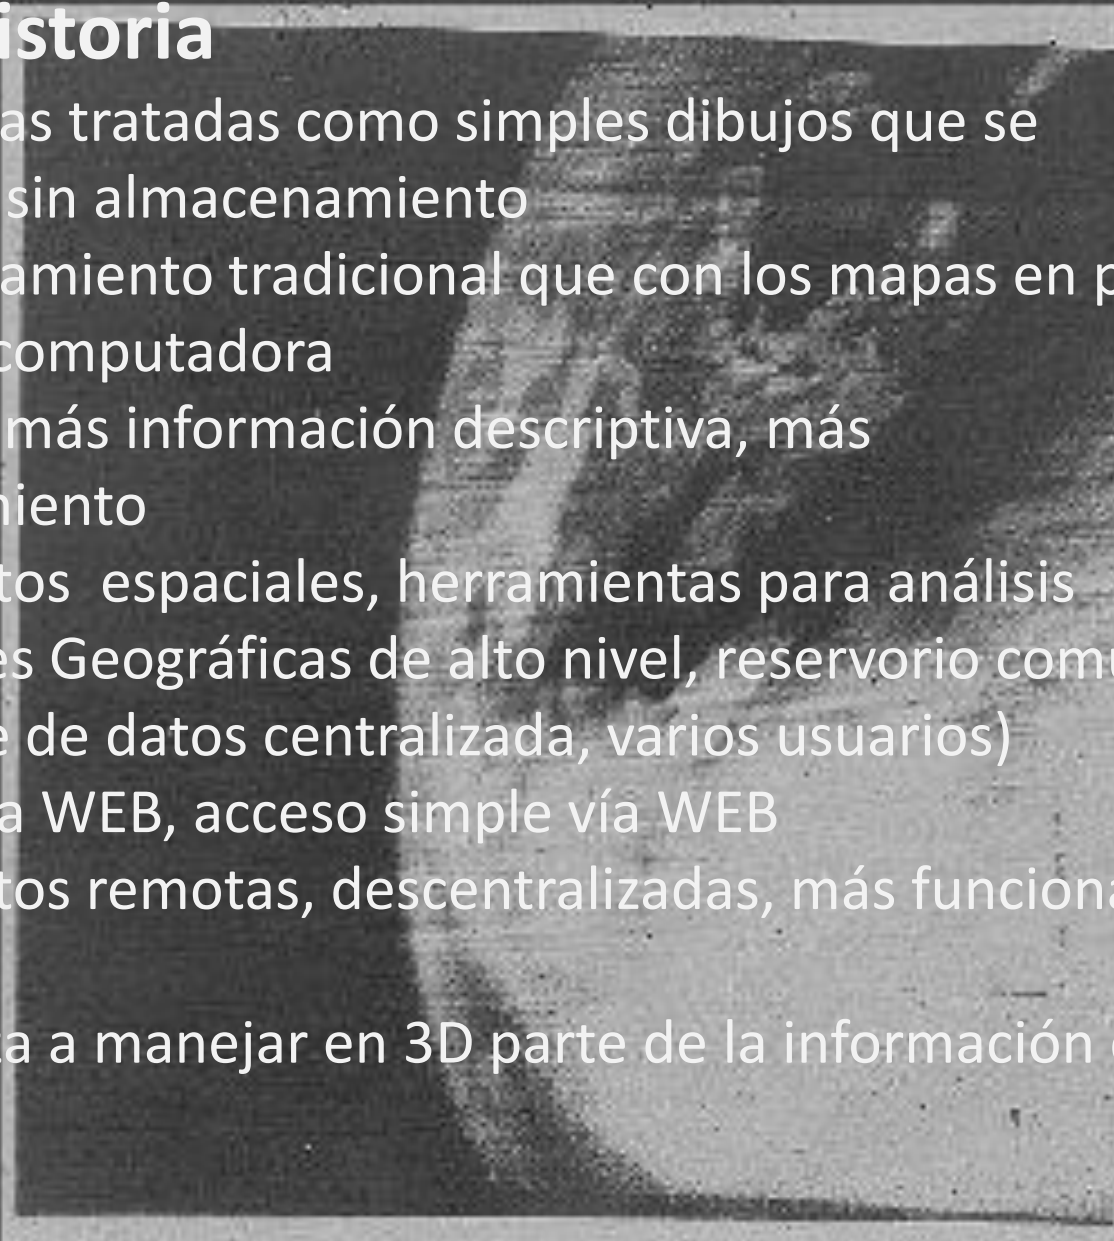 istoria
as tratadas como simples dibujos que se
sin almacenamiento
amiento tradicional que con los mapas en p
computadora
más información descriptiva, más
niento
tos  espaciales, herramientas para análisis
es Geográficas de alto nivel, reservorio comu
e de datos centralizada, varios usuarios)
a WEB, acceso simple vía WEB
tos remotas, descentralizadas, más funciona
ta a manejar en 3D parte de la información